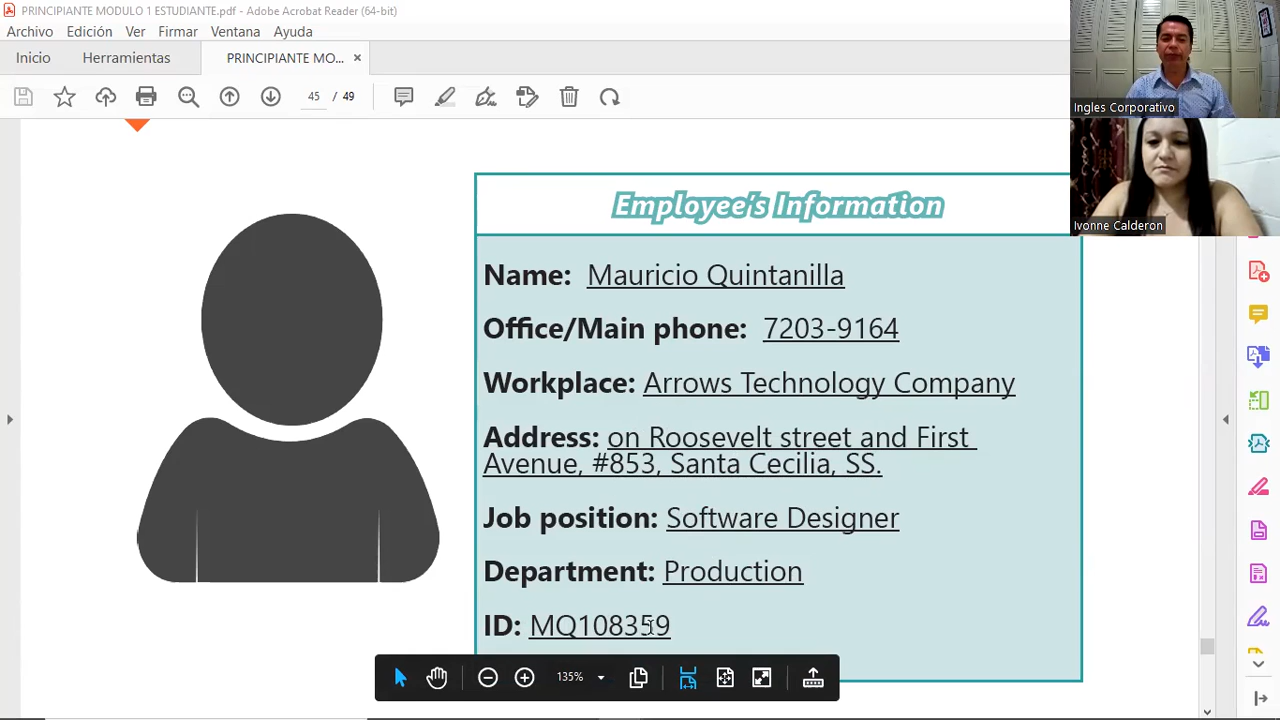 PRINCIPIANTE MODULO 1 ESTUDIANTE.pdf - Adobe Acrobat Reader (64-bit)
Archivo Edición Ver Firmar Ventana Ayuda
Inicio Herramientas PRINCIPIANTE MO... ×
45 / 49
Ingles Corporativo
Ivonne Calderon
Employee's Information
Name: Mauricio Quintanilla
Office/Main phone: 7203-9164
Workplace: Arrows Technology Company
Address: on Roosevelt street and First
Avenue, #853, Santa Cecilia, SS.
Job position: Software Designer
Department: Production
ID: MQ108359
135%